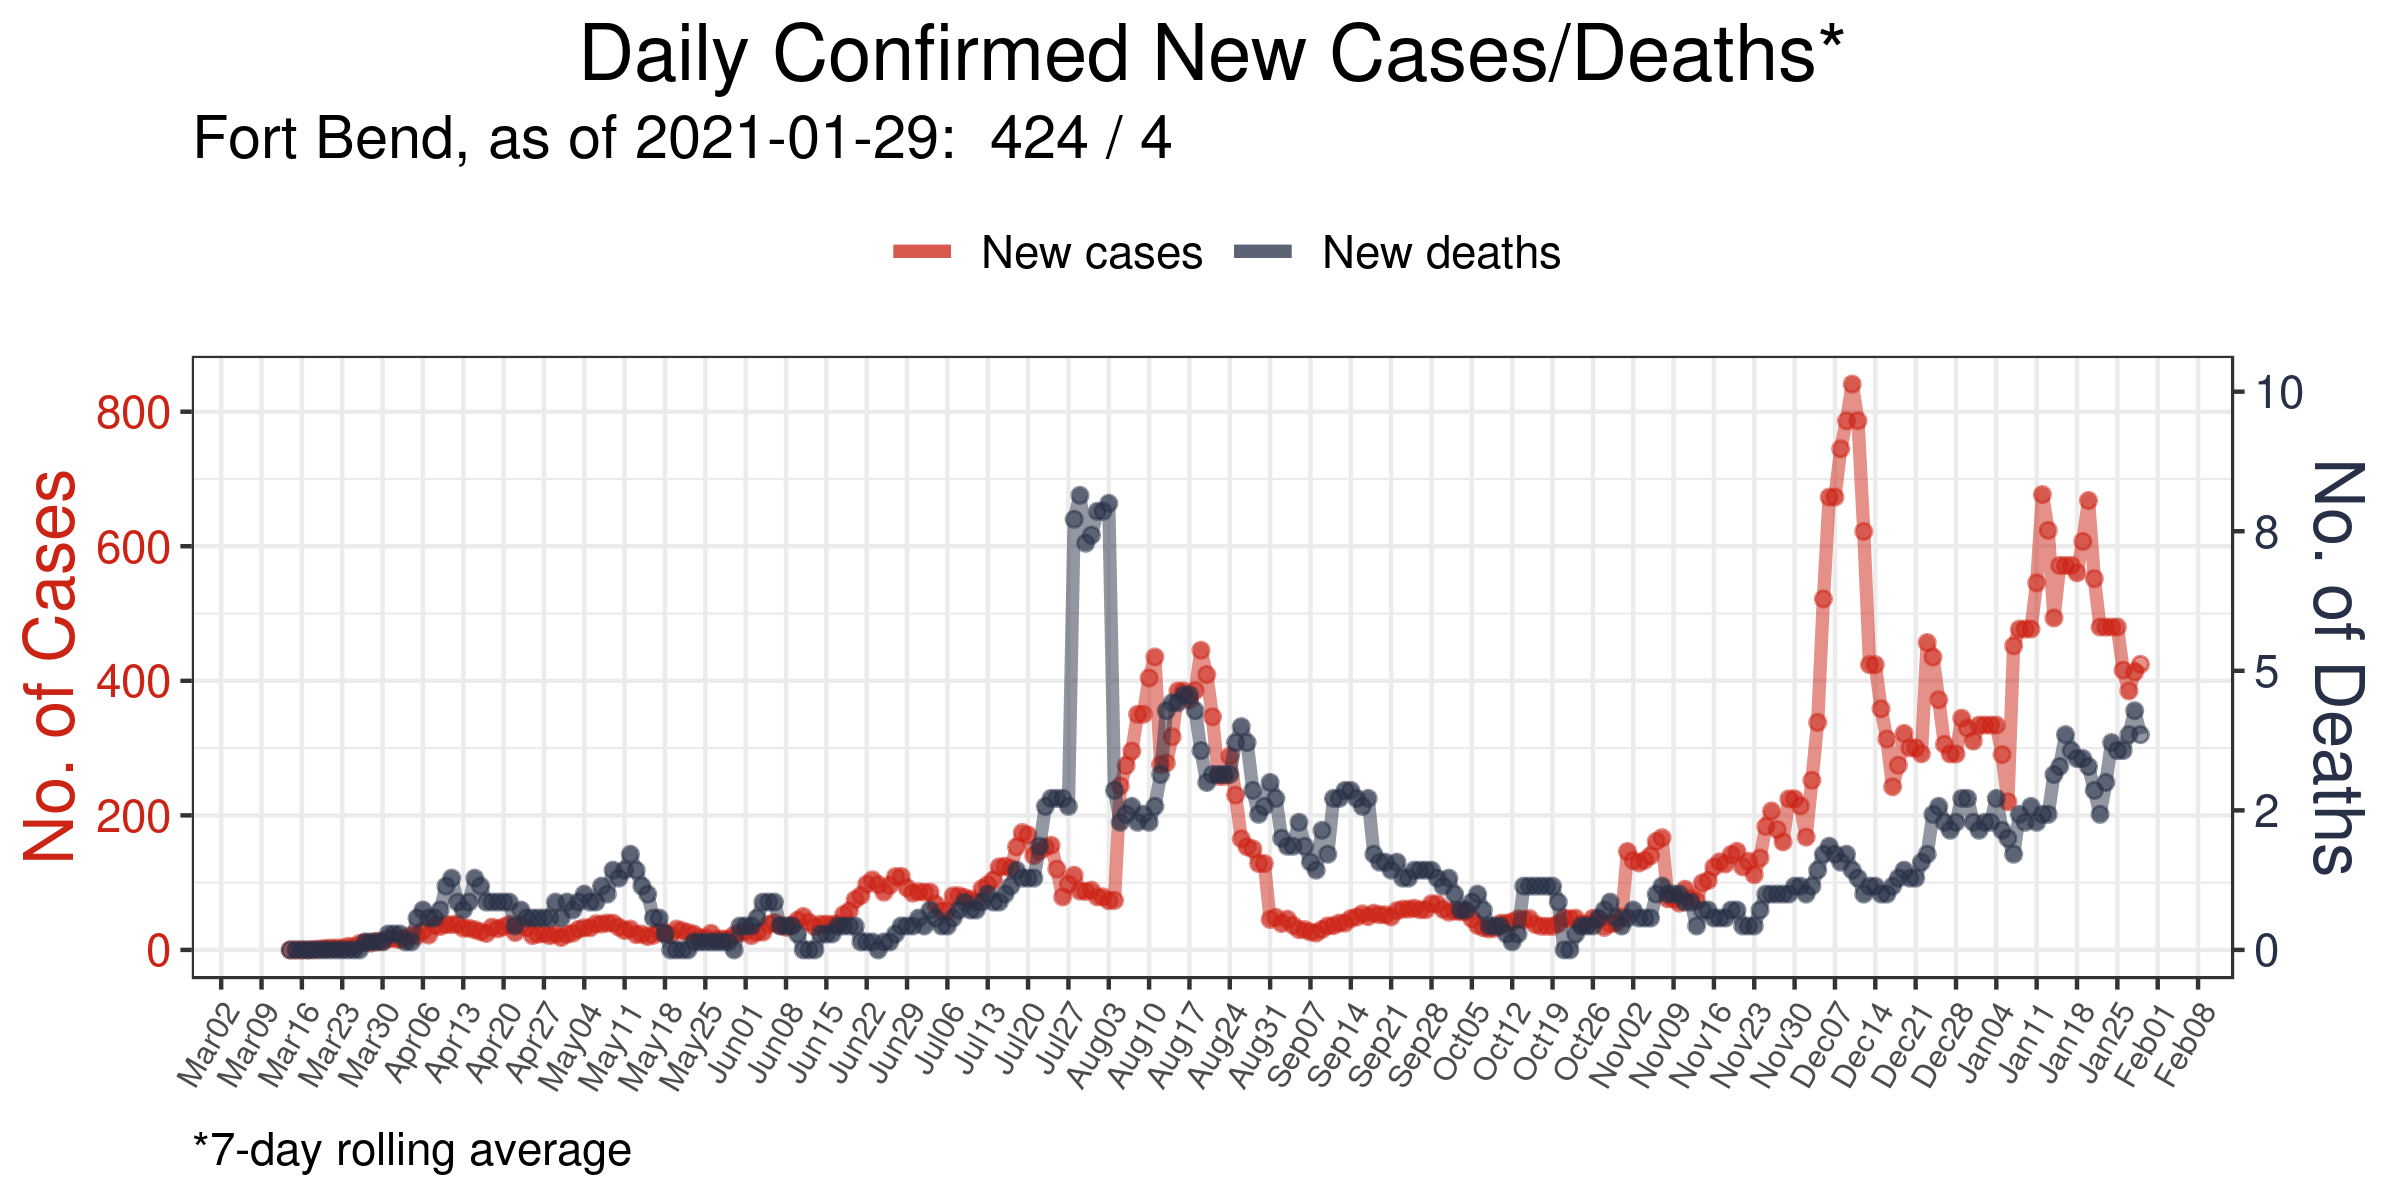 Daily Confirmed New Cases/Deaths*
Fort Bend, as of 2021-01-29:  424 / 4
New cases
New deaths
No. of Cases
800
600
400
200
0
10
8
5
2
0
No. of Deaths
Mar02
Mar09
Mar16
Mar23
Mar30
Apr06
Apr13
Apr20
Apr27
May04
May11
May18
May25
Jun01
Jun08
Jun15
Jun22
Jun29
Jul06
Jul13
Jul20
Jul27
Aug03
Aug10
Aug17
Aug24
Aug31
Sep07
Sep14
Sep21
Sep28
Oct05
Oct12
Oct19
Oct26
Nov02
Nov09
Nov16
Nov23
Nov30
Dec07
Dec14
Dec21
Dec28
Jan04
Jan11
Jan18
Jan25
Feb01
Feb08
*7-day rolling average